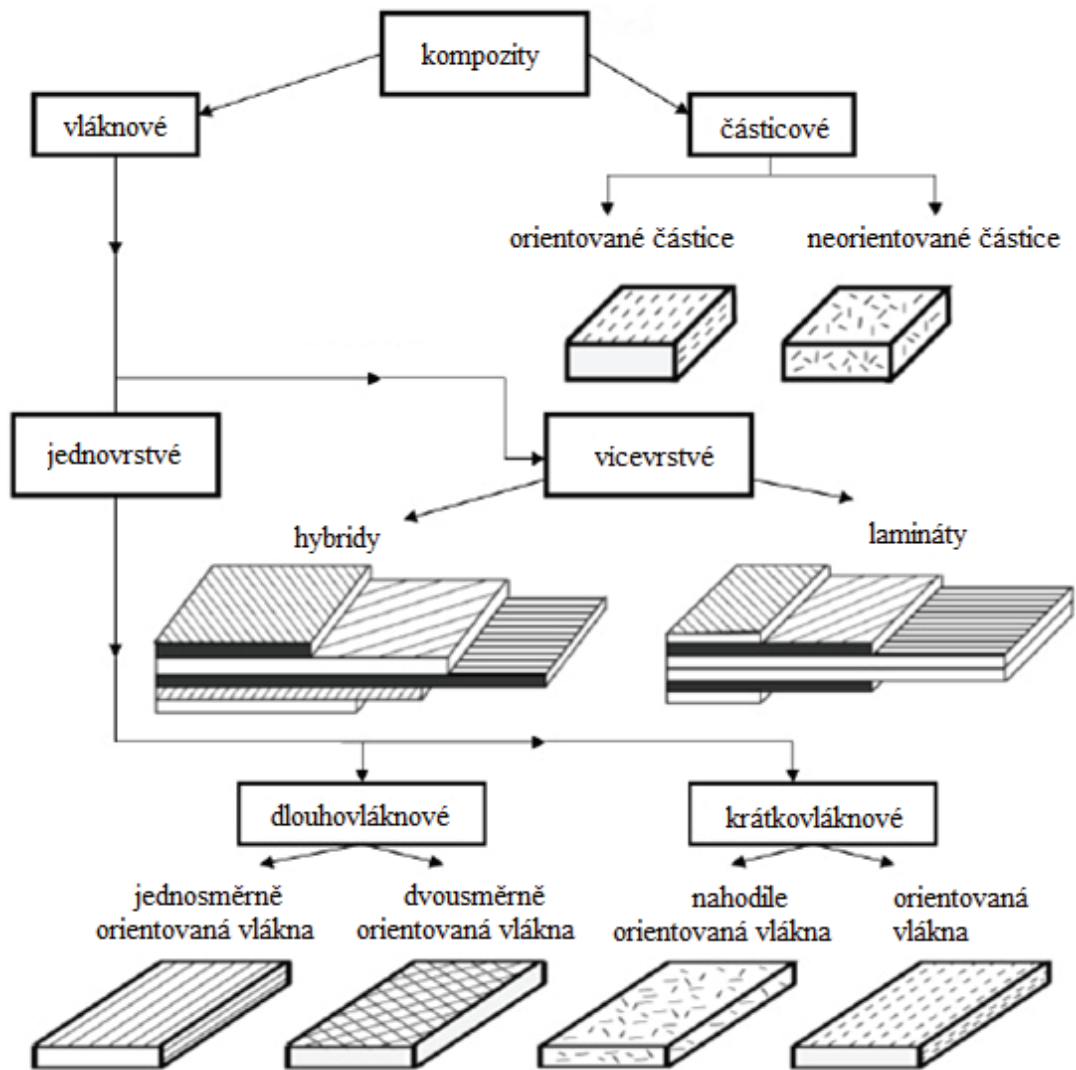 kompozity
vláknové
částicové
orientované částice
neorientované částice
jednovrstvé
vicevrstvé
hybridy
lamináty
dlouhovláknové
krátkovláknové
jednosměrně
orientovaná vlákna
dvousměrně
orientovaná vlákna
nahodile
orientovaná vlákna
orientovaná
vlákna